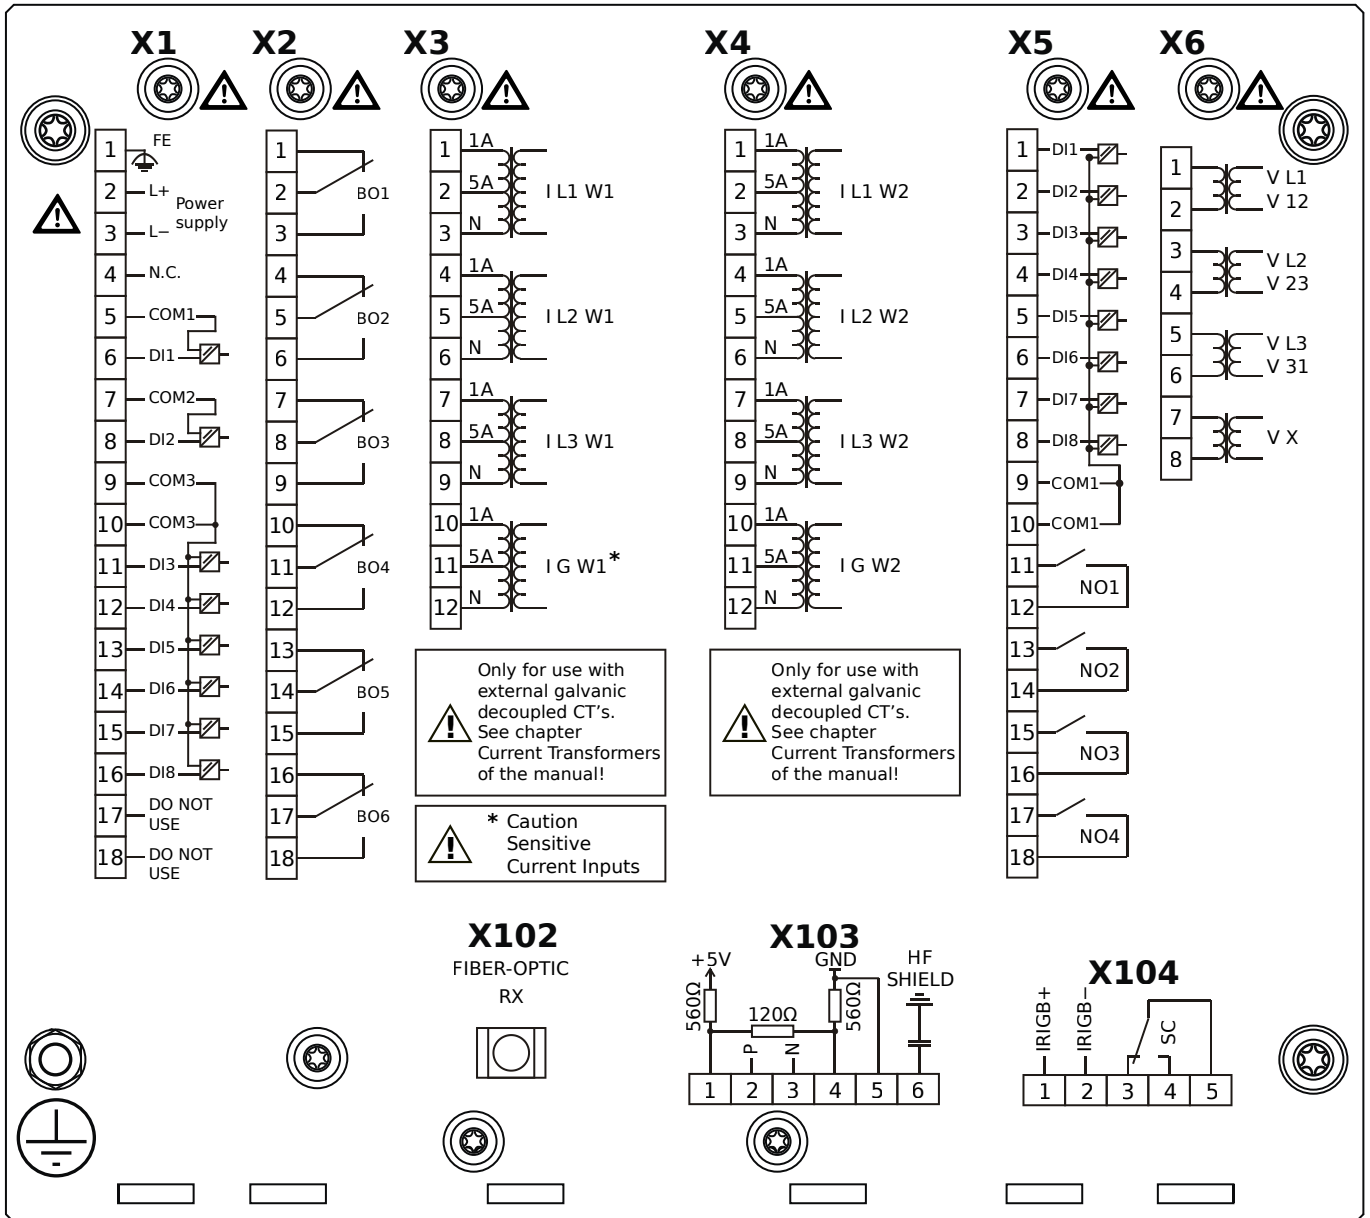 X1
X2
X3
X4
X5
X6
1 FE
2 L+
Power
supply
3 L−
4 N.C.
5 COM1
6 DI1
7 COM2
8 DI2
9 COM3
10 COM3
11 DI3
12 DI4
13 DI5
14 DI6
15 DI7
16 DI8
17 DO NOT
USE
18 DO NOT
USE
1
2 BO1
3
4
5 BO2
6
7
8 BO3
9
10
11 BO4
12
13
14 BO5
15
16
17 BO6
18
1 1A
2 5A I L1 W1
3 N
4 1A
5 5A I L2 W1
6 N
7 1A
8 5A I L3 W1
9 N
10 1A
11 5A I G W1*
12 N
Only for use with
external galvanic
decoupled CT's.
See chapter
Current Transformers
of the manual!
* Caution
Sensitive
Current Inputs
1 1A
2 5A I L1 W2
3 N
4 1A
5 5A I L2 W2
6 N
7 1A
8 5A I L3 W2
9 N
10 1A
11 5A I G W2
12 N
Only for use with
external galvanic
decoupled CT's.
See chapter
Current Transformers
of the manual!
1 DI1
2 DI2
3 DI3
4 DI4
5 DI5
6 DI6
7 DI7
8 DI8
9 COM1
10 COM1
11
NO1
12
13
NO2
14
15
NO3
16
17
NO4
18
1
V L1
2
V 12
3
V L2
4
V 23
5
V L3
6
V 31
7
V X
8
X102
FIBER-OPTIC
RX
X103
+5V
GND
HF
SHIELD
560Ω
120Ω
560Ω
P
N
1 2 3 4 5 6
X104
IRIGB+
IRIGB−
SC
1 2 3 4 5